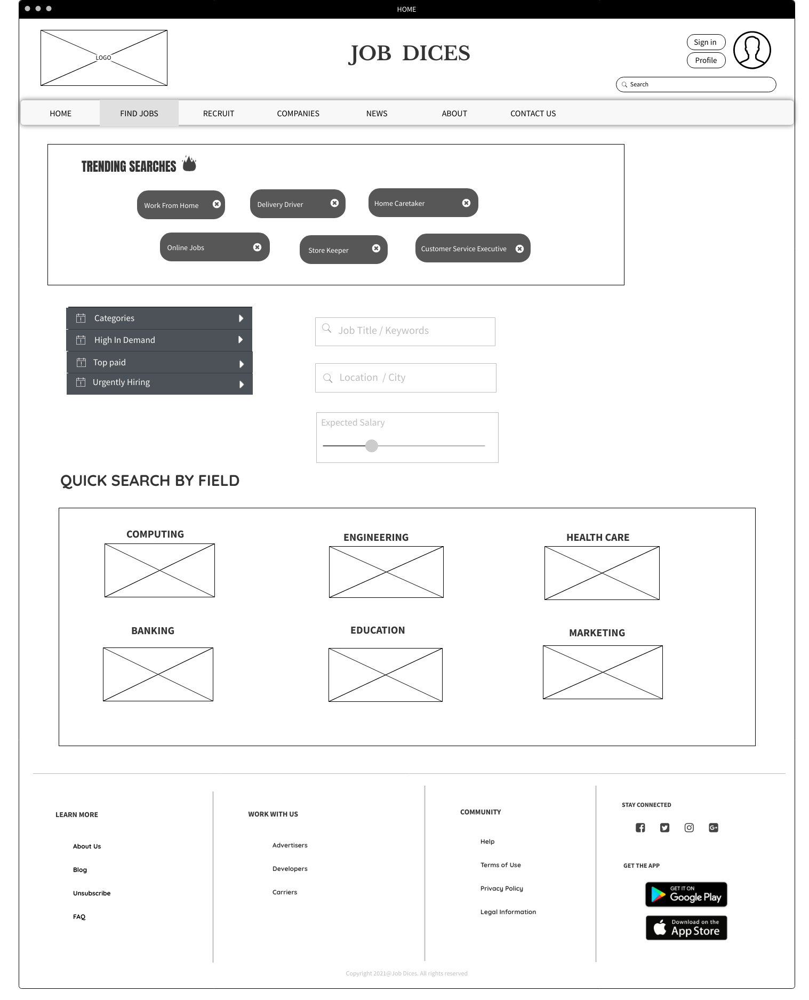 HOME
LOGO
JOB DICES
Sign in
Profile
Search
HOME
FIND JOBS
RECRUIT
COMPANIES
NEWS
ABOUT
CONTACT US
TRENDING SEARCHES
Work From Home
Delivery Driver
Home Caretaker
Online Jobs
Store Keeper
Customer Service Executive
Categories
High In Demand
Top paid
Urgently Hiring
Job Title / Keywords
Location / City
Expected Salary
QUICK SEARCH BY FIELD
COMPUTING
ENGINEERING
HEALTH CARE
BANKING
EDUCATION
MARKETING
LEARN MORE
About Us
Blog
Unsubscribe
FAQ
WORK WITH US
Advertisers
Developers
Carriers
COMMUNITY
Help
Terms of Use
Privacy Policy
Legal Information
STAY CONNECTED
G+
GET THE APP
GET IT ON
Google Play
Download on the
App Store
Copyright 2021@Job Dices. All rights reserved